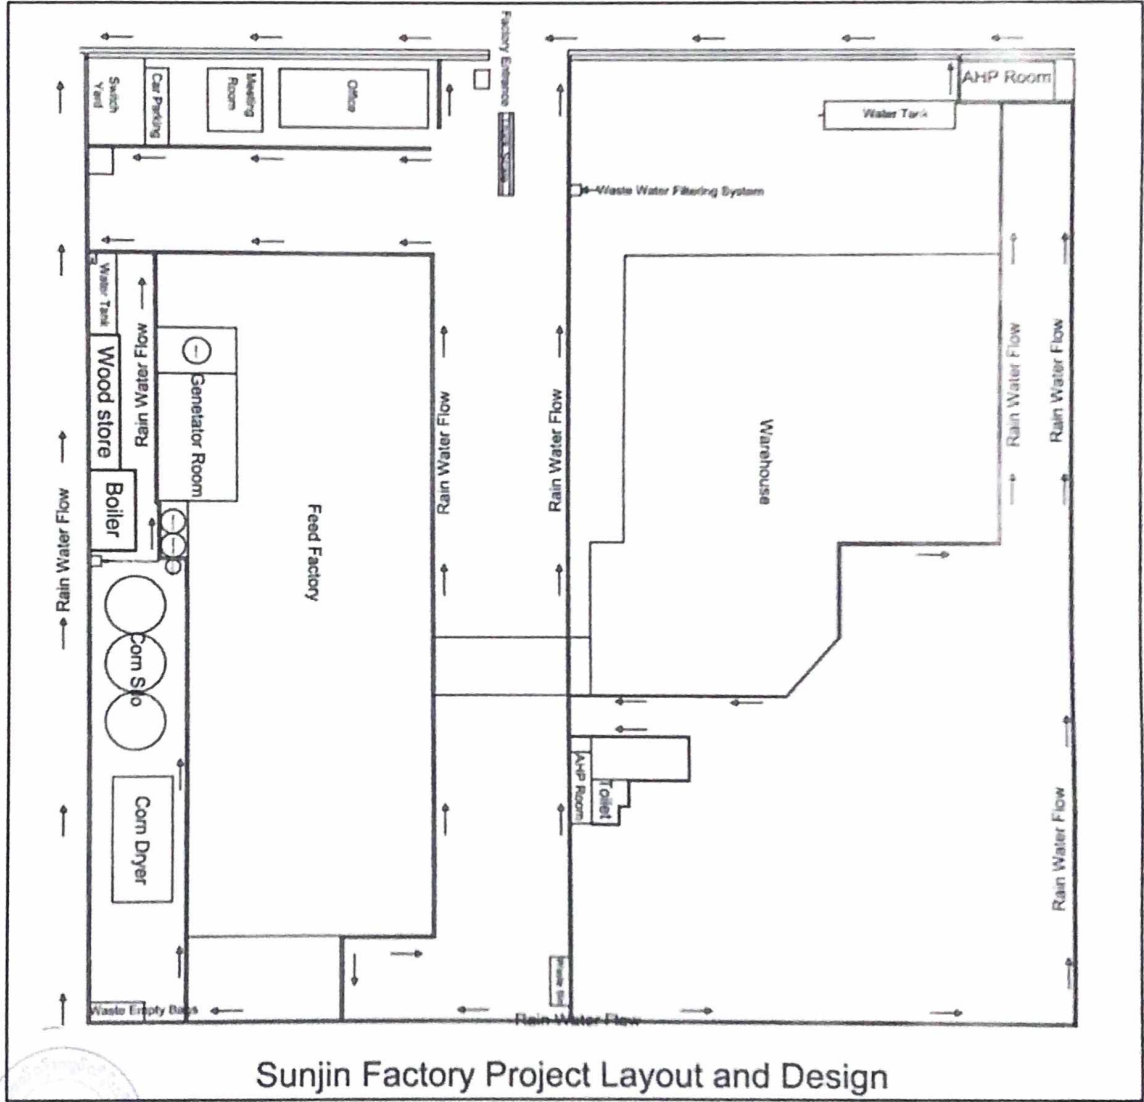 Factory Entrance
Switch
Yard
Car Parking
Meeting
Room
Office
AHP Room
Water Tank
Waste Water Filtering System
Water Tank
Rain Water Flow
Wood store
Genetator Room
Boiler
Rain Water Flow
Feed Factory
Rain Water Flow
Rain Water Flow
Warehouse
Rain Water Flow
Rain Water Flow
Corn Silo
AHP Room
Toilet
Corn Dryer
Rain Water Flow
Waste Empty Bags
Rain Water Flow
Sunjin Factory Project Layout and Design